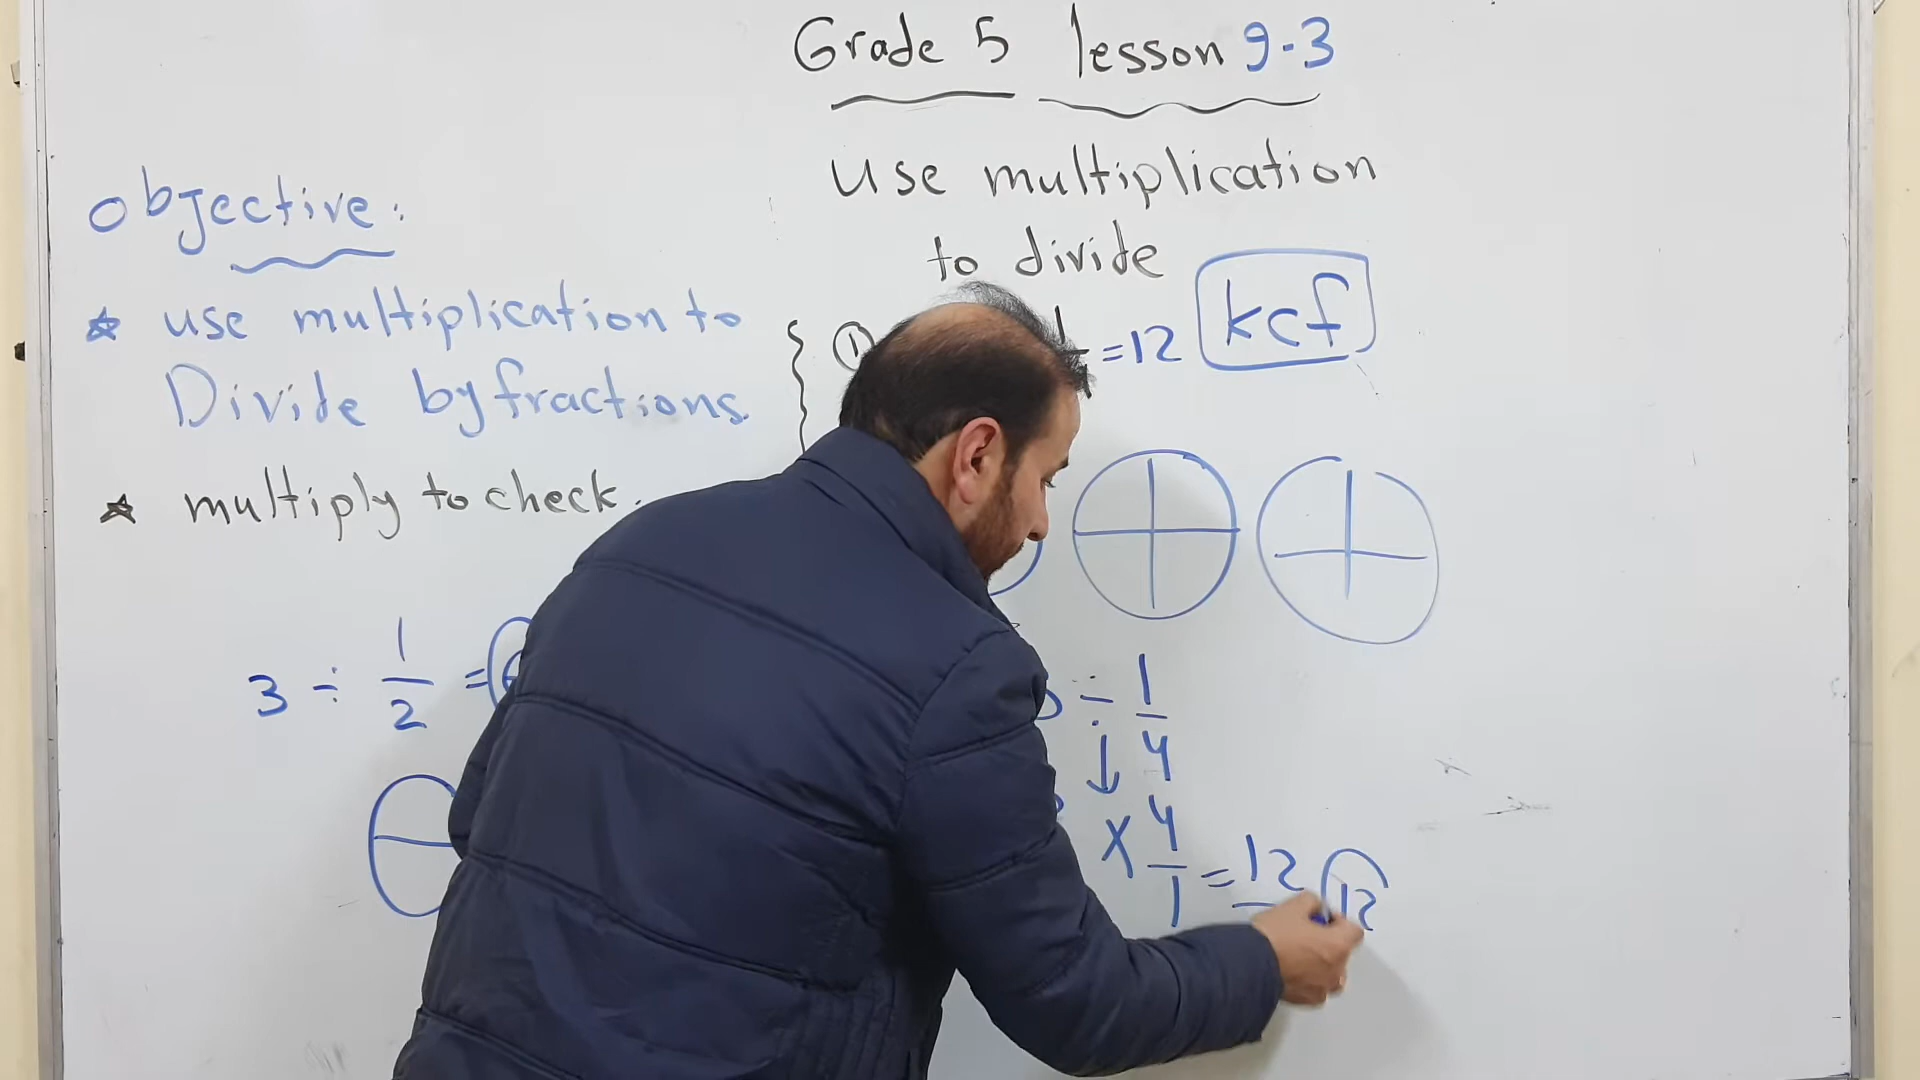 Grade 5 lesson 9-3
use multiplication
to divide
objective:
use multiplication to
Divide by fractions.
multiply to check.
① = 12 kcf
3 ÷ 1/2 =
÷ 1/4
× 4/1 = 12 12